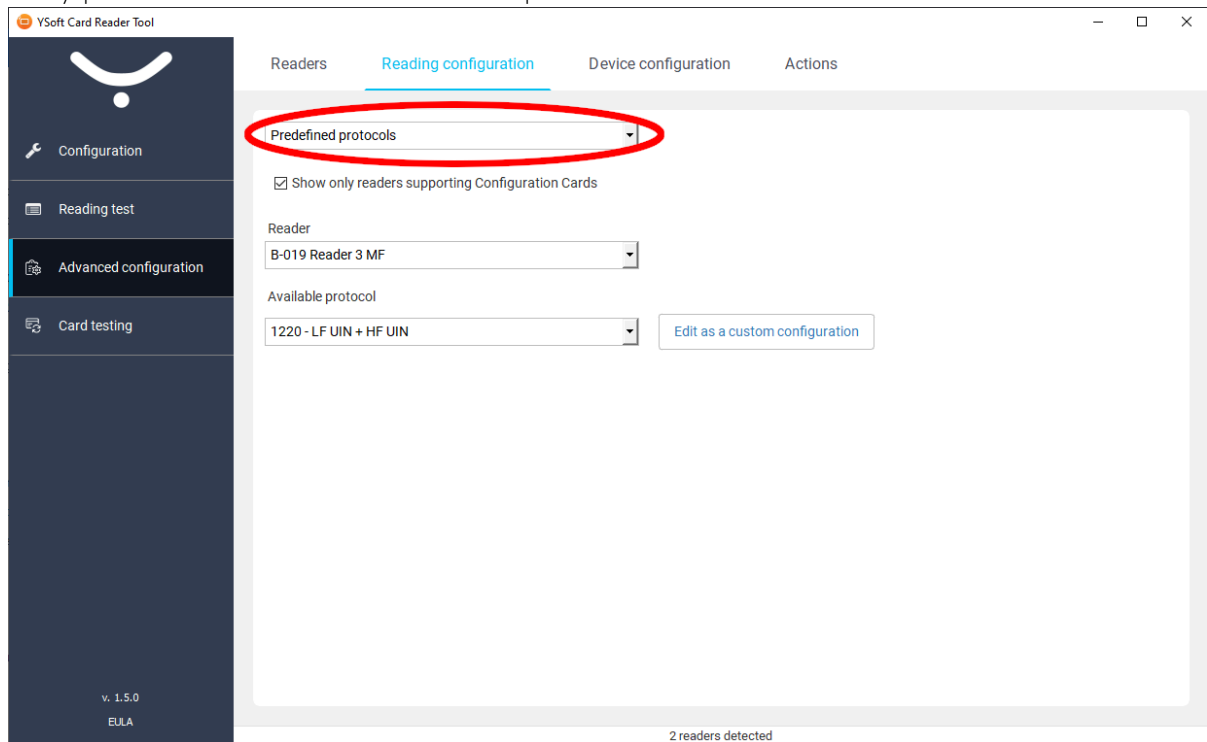 YSoft Card Reader Tool
Readers Reading configuration Device configuration Actions
Predefined protocols
Configuration
Show only readers supporting Configuration Cards
Reading test
Reader
B-019 Reader 3 MF
Advanced configuration
Available protocol
Card testing
1220 - LF UIN + HF UIN
Edit as a custom configuration
v. 1.5.0
EULA
2 readers detected